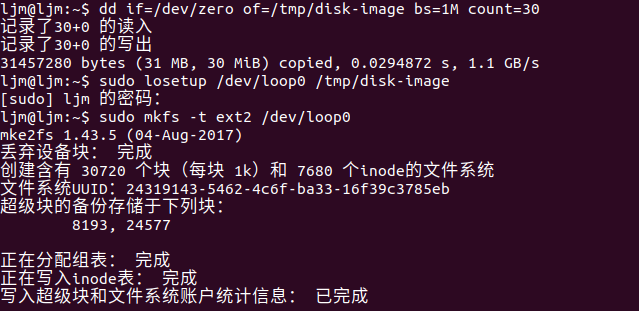 ljm@ljm:~$ dd if=/dev/zero of=/tmp/disk-image bs=1M count=30
记录了30+0 的读入
记录了30+0 的写出
31457280 bytes (31 MB, 30 MiB) copied, 0.0294872 s, 1.1 GB/s
ljm@ljm:~$ sudo losetup /dev/loop0 /tmp/disk-image
[sudo] ljm 的密码：
ljm@ljm:~$ sudo mkfs -t ext2 /dev/loop0
mke2fs 1.43.5 (04-Aug-2017)
丢弃设备块： 完成
创建含有 30720 个块（每块 1k）和 7680 个inode的文件系统
文件系统UUID：24319143-5462-4c6f-ba33-16f39c3785eb
超级块的备份存储于下列块：
8193, 24577
正在分配组表： 完成
正在写入inode表： 完成
写入超级块和文件系统账户统计信息： 已完成